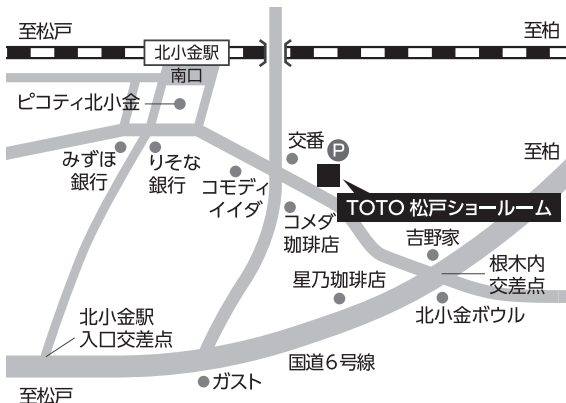 至松戸
至柏
北小金駅
南口
ピコティ北小金
交番
P
至柏
みずほ
銀行
りそな
銀行
コモディ
イイダ
TOTO 松戸ショールーム
コメダ
珈琲店
吉野家
根木内
交差点
星乃珈琲店
北小金ボウル
北小金駅
入口交差点
国道6号線
ガスト
至松戸